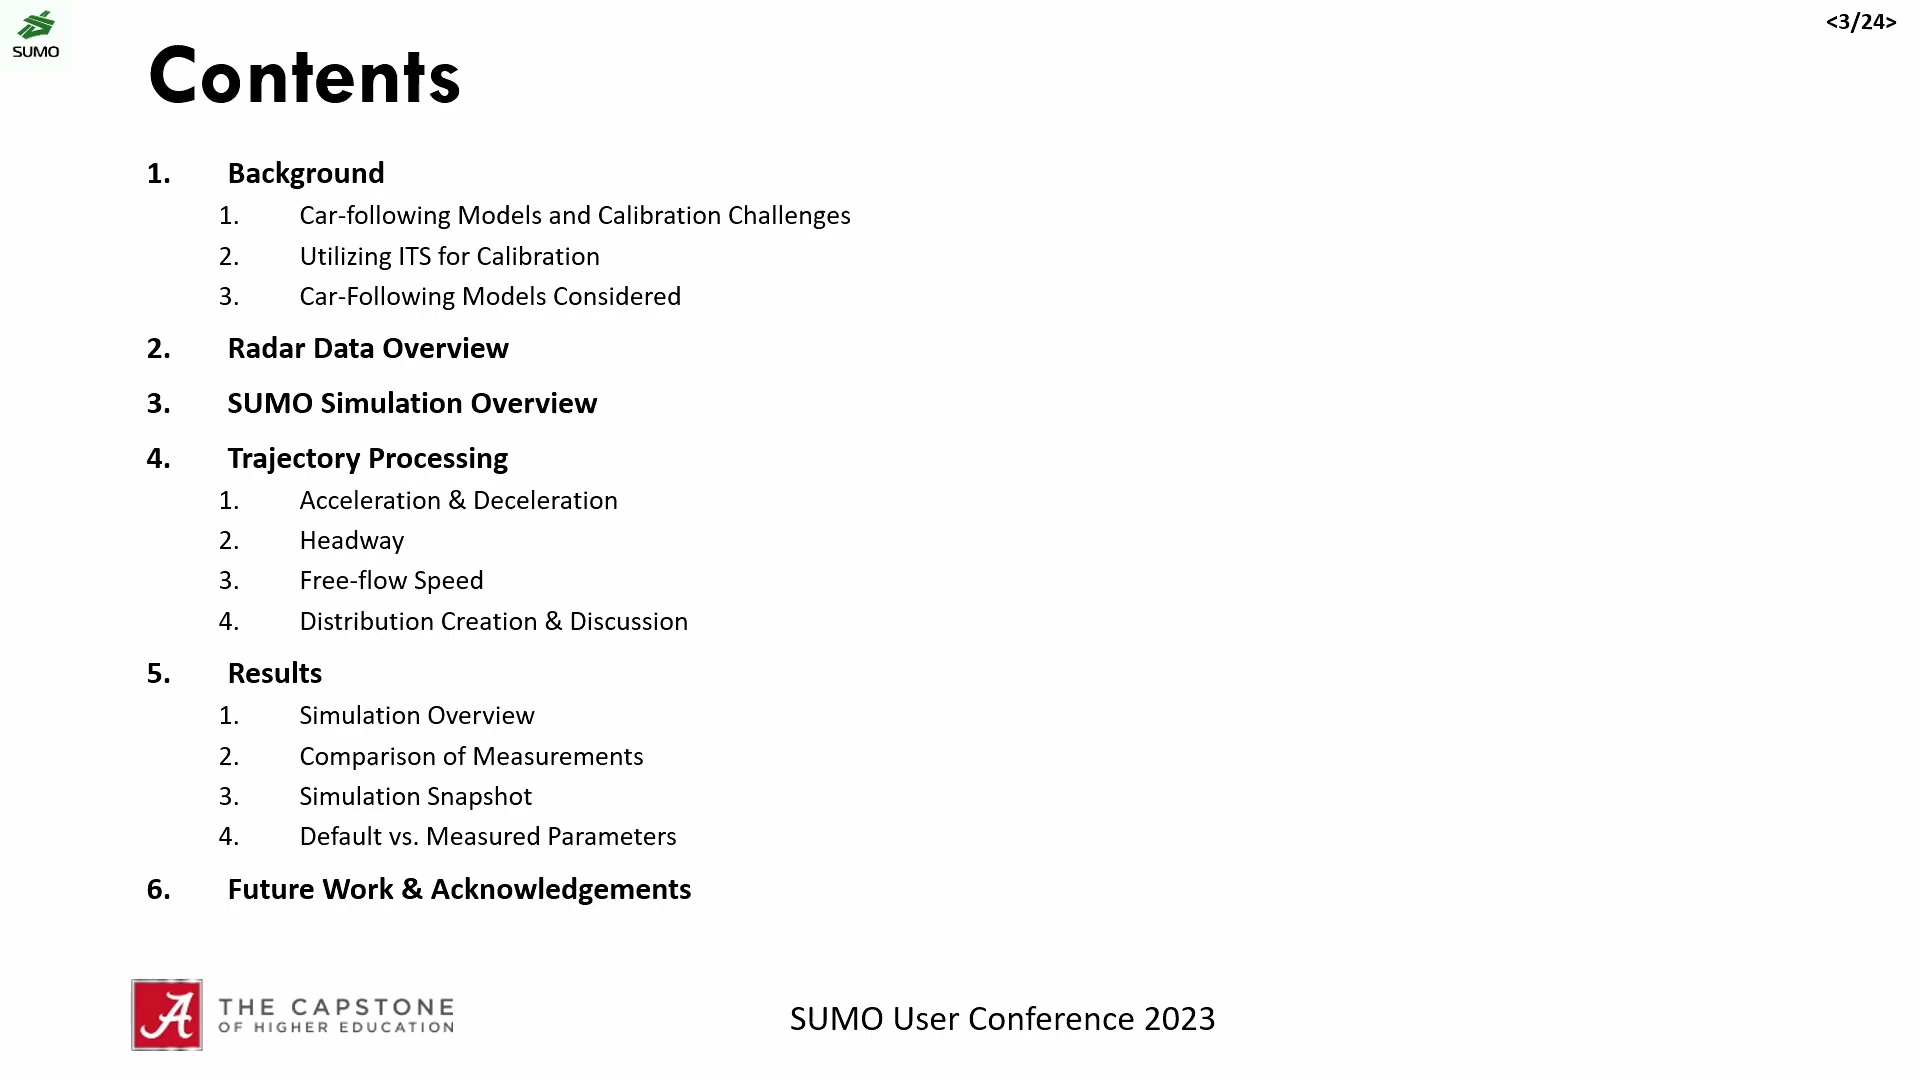 SUMO
<3/24>
Contents
1. Background
1. Car-following Models and Calibration Challenges
2. Utilizing ITS for Calibration
3. Car-Following Models Considered
2. Radar Data Overview
3. SUMO Simulation Overview
4. Trajectory Processing
1. Acceleration & Deceleration
2. Headway
3. Free-flow Speed
4. Distribution Creation & Discussion
5. Results
1. Simulation Overview
2. Comparison of Measurements
3. Simulation Snapshot
4. Default vs. Measured Parameters
6. Future Work & Acknowledgements
A
THE CAPSTONE
OF HIGHER EDUCATION
SUMO User Conference 2023